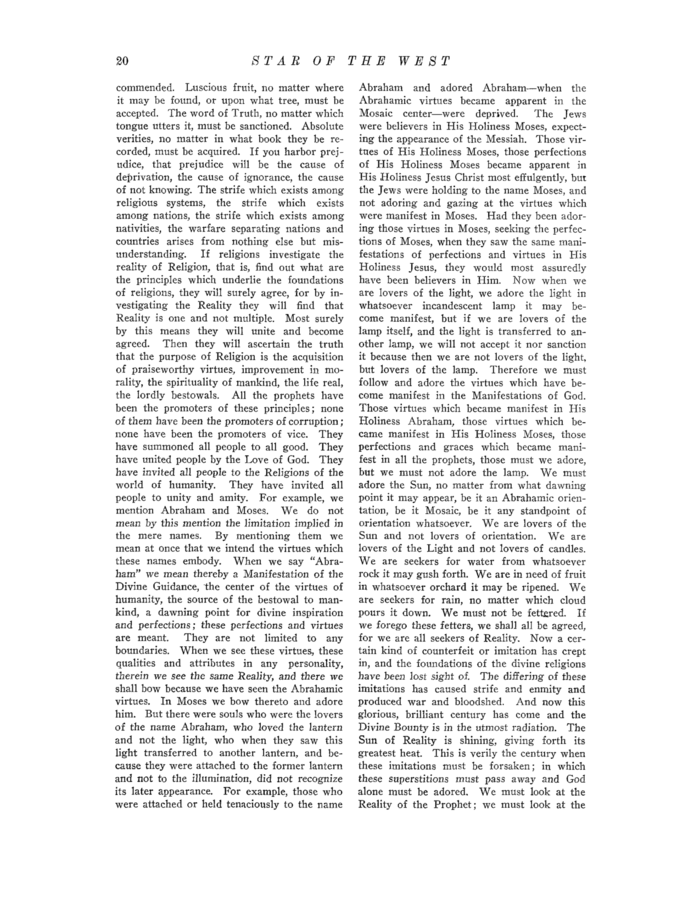 20
STAR OF THE WEST
commended. Luscious fruit, no matter where
it may be found, or upon what tree, must be
accepted. The word of Truth, no matter which
tongue utters it, must be sanctioned. Absolute
verities, no matter in what book they be re-
corded, must be acquired. If you harbor prej-
udice, that prejudice will be the cause of
deprivation, the cause of ignorance, the cause
of not knowing. The strife which exists among
religious systems, the strife which exists
among nations, the strife which exists among
nativities, the warfare separating nations and
countries arises from nothing else but mis-
understanding. If religions investigate the
reality of Religion, that is, find out what are
the principles which underlie the foundations
of religions, they will surely agree, for by in-
vestigating the Reality they will find that
Reality is one and not multiple. Most surely
by this means they will unite and become
agreed. Then they will ascertain the truth
that the purpose of Religion is the acquisition
of praiseworthy virtues, improvement in mo-
rality, the spirituality of mankind, the life real,
the lordly bestowals. All the prophets have
been the promoters of these principles; none
of them have been the promoters of corruption;
none have been the promoters of vice. They
have summoned all people to all good. They
have united people by the Love of God. They
have invited all people to the Religions of the
world of humanity. They have invited all
people to unity and amity. For example, we
mention Abraham and Moses. We do not
mean by this mention the limitation implied in
the mere names. By mentioning them we
mean at once that we intend the virtues which
these names embody. When we say "Abra-
ham" we mean thereby a Manifestation of the
Divine Guidance, the center of the virtues of
humanity, the source of the bestowal to man-
kind, a dawning point for divine inspiration
and perfections; these perfections and virtues
are meant. They are not limited to any
boundaries. When we see these virtues, these
qualities and attributes in any personality,
therein we see the same Reality, and there we
shall bow because we have seen the Abrahamic
virtues. In Moses we bow thereto and adore
him. But there were souls who were the lovers
of the name Abraham, who loved the lantern
and not the light, who when they saw this
light transferred to another lantern, and be-
cause they were attached to the former lantern
and not to the illumination, did not recognize
its later appearance. For example, those who
were attached or held tenaciously to the name
Abraham and adored Abraham—when the
Abrahamic virtues became apparent in the
Mosaic center—were deprived. The Jews
were believers in His Holiness Moses, expect-
ing the appearance of the Messiah. Those vir-
tues of His Holiness Moses, those perfections
of His Holiness Moses became apparent in
His Holiness Jesus Christ most effulgently, but
the Jews were holding to the name Moses, and
not adoring and gazing at the virtues which
were manifest in Moses. Had they been ador-
ing those virtues in Moses, seeking the perfec-
tions of Moses, when they saw the same mani-
festations of perfections and virtues in His
Holiness Jesus, they would most assuredly
have been believers in Him. Now when we
are lovers of the light, we adore the light in
whatsoever incandescent lamp it may be-
come manifest, but if we are lovers of the
lamp itself, and the light is transferred to an-
other lamp, we will not accept it nor sanction
it because then we are not lovers of the light,
but lovers of the lamp. Therefore we must
follow and adore the virtues which have be-
come manifest in the Manifestations of God.
Those virtues which became manifest in His
Holiness Abraham, those virtues which be-
came manifest in His Holiness Moses, those
perfections and graces which became mani-
fest in all the prophets, those must we adore,
but we must not adore the lamp. We must
adore the Sun, no matter from what dawning
point it may appear, be it an Abrahamic orien-
tation, be it Mosaic, be it any standpoint of
orientation whatsoever. We are lovers of the
Sun and not lovers of orientation. We are
lovers of the Light and not lovers of candles.
We are seekers for water from whatsoever
rock it may gush forth. We are in need of fruit
in whatsoever orchard it may be ripened. We
are seekers for rain, no matter which cloud
pours it down. We must not be fettered. If
we forego these fetters, we shall all be agreed,
for we are all seekers of Reality. Now a cer-
tain kind of counterfeit or imitation has crept
in, and the foundations of the divine religions
have been lost sight of. The differing of these
imitations has caused strife and enmity and
produced war and bloodshed. And now this
glorious, brilliant century has come and the
Divine Bounty is in the utmost radiation. The
Sun of Reality is shining, giving forth its
greatest heat. This is verily the century when
these imitations must be forsaken; in which
these superstitions must pass away and God
alone must be adored. We must look at the
Reality of the Prophet; we must look at the